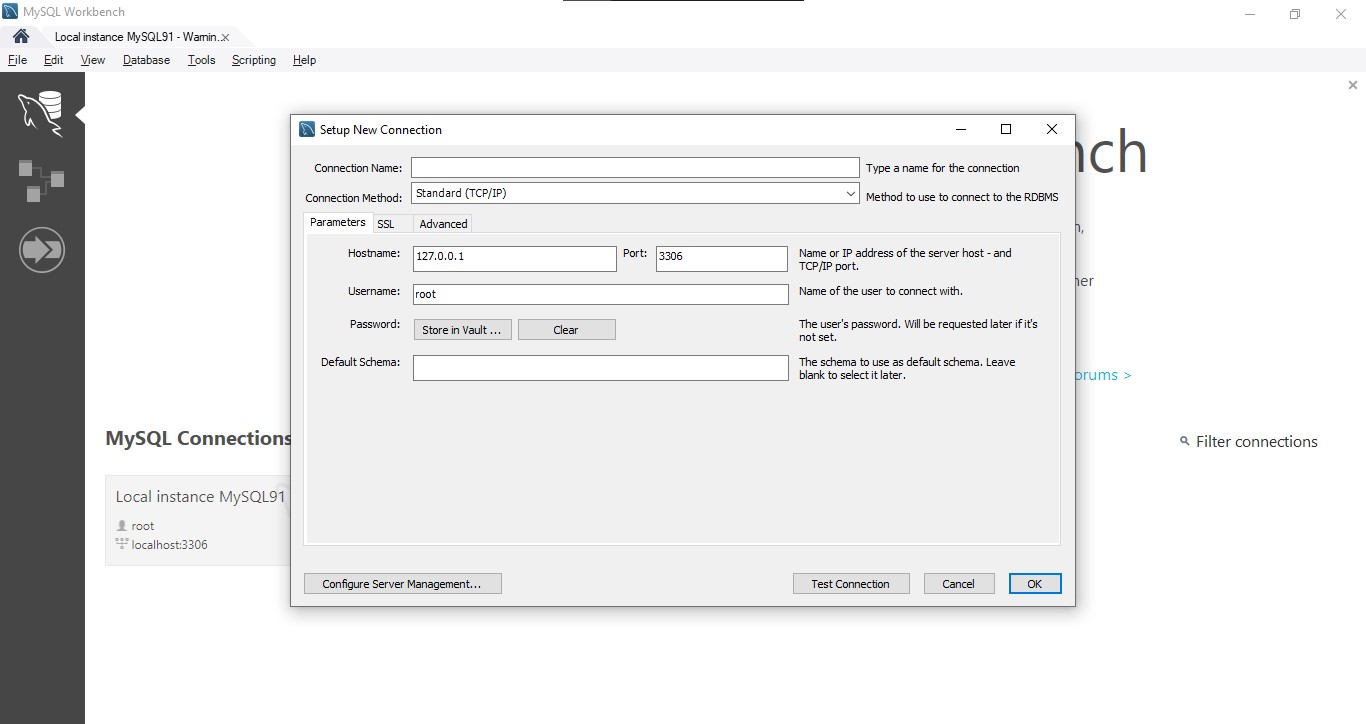 MySQL Workbench
Local instance MySQL91 - Warnin...
File Edit View Database Tools Scripting Help
Setup New Connection
Connection Name: Type a name for the connection
Connection Method: Standard (TCP/IP) Method to use to connect to the RDBMS
Parameters SSL Advanced
Hostname: 127.0.0.1 Port: 3306 Name or IP address of the server host - and
TCP/IP port.
Username: root Name of the user to connect with.
Password: Store in Vault ... Clear The user's password. Will be requested later if it's
not set.
Default Schema: The schema to use as default schema. Leave
blank to select it later.
Configure Server Management... Test Connection Cancel OK
nch
n,
her
orums >
MySQL Connections
Filter connections
Local instance MySQL91
root
localhost:3306